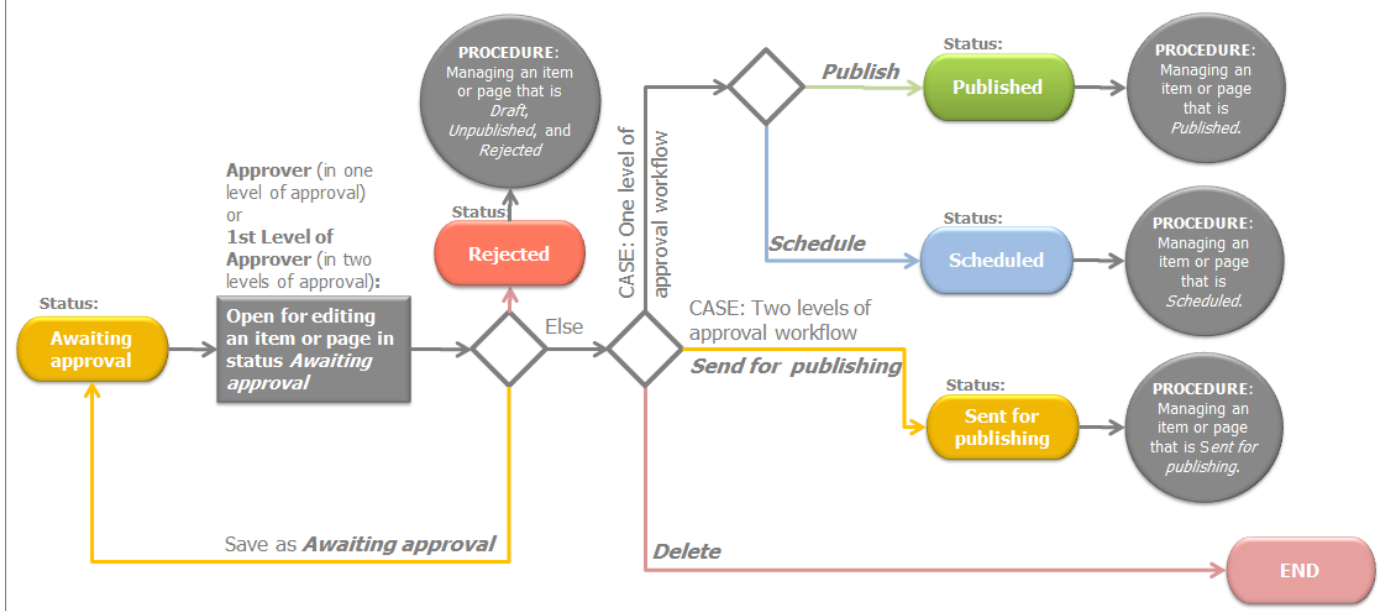 Status:
Awaiting
approval
Approver (in one
level of approval)
or
1st Level of
Approver (in two
levels of approval):
Open for editing
an item or page in
status Awaiting
approval
PROCEDURE:
Managing an item
or page that is
Draft,
Unpublished, and
Rejected
Status:
Rejected
Else
Save as Awaiting approval
CASE: One level of
approval workflow
Publish
Status:
Published
PROCEDURE:
Managing an
item or page
that is
Published.
Schedule
Status:
Scheduled
PROCEDURE:
Managing an
item or page
that is
Scheduled.
CASE: Two levels of
approval workflow
Send for publishing
Status:
Sent for
publishing
PROCEDURE:
Managing an
item or page
that is Sent for
publishing.
Delete
END